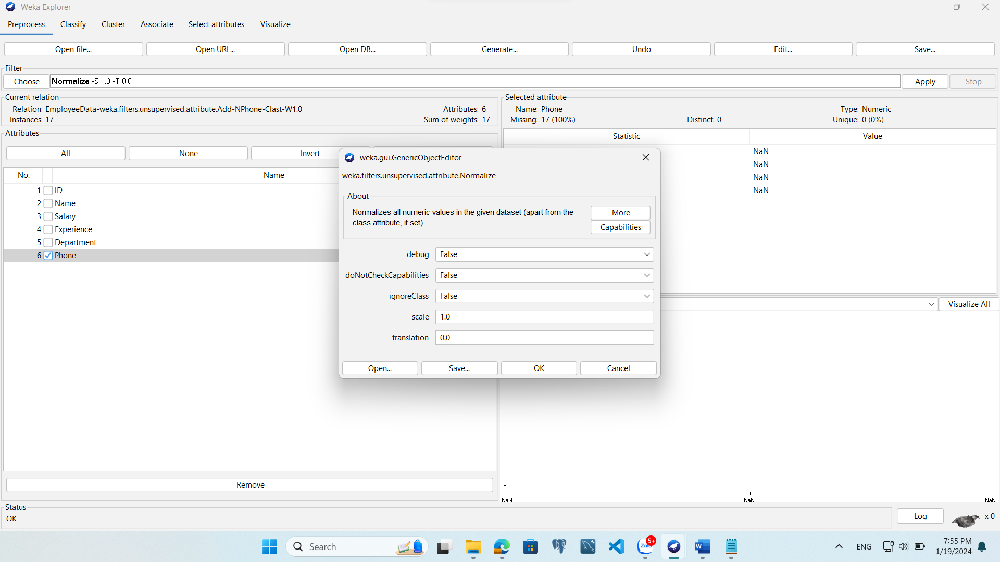 Weka Explorer
Preprocess Classify Cluster Associate Select attributes Visualize
Open file... Open URL... Open DB... Generate... Undo Edit... Save...
Filter
Choose Normalize -S 1.0 -T 0.0 Apply Stop
Current relation
Relation: EmployeeData-weka.filters.unsupervised.attribute.Add-NPhone-Clast-W1.0 Attributes: 6
Instances: 17 Sum of weights: 17
Selected attribute
Name: Phone Type: Numeric
Missing: 17 (100%) Distinct: 0 Unique: 0 (0%)
Statistic Value
NaN
NaN
NaN
NaN
Attributes
All None Invert
No. Name
1 ID
2 Name
3 Salary
4 Experience
5 Department
6 Phone
Remove
weka.gui.GenericObjectEditor
weka.filters.unsupervised.attribute.Normalize
About
Normalizes all numeric values in the given dataset (apart from the
class attribute, if set).
More
Capabilities
debug False
doNotCheckCapabilities False
ignoreClass False
scale 1.0
translation 0.0
Open... Save... OK Cancel
Visualize All
0
NaN NaN NaN
Status
OK
Log x 0
Search
Zalo
5+
W
ENG
7:55 PM
1/19/2024